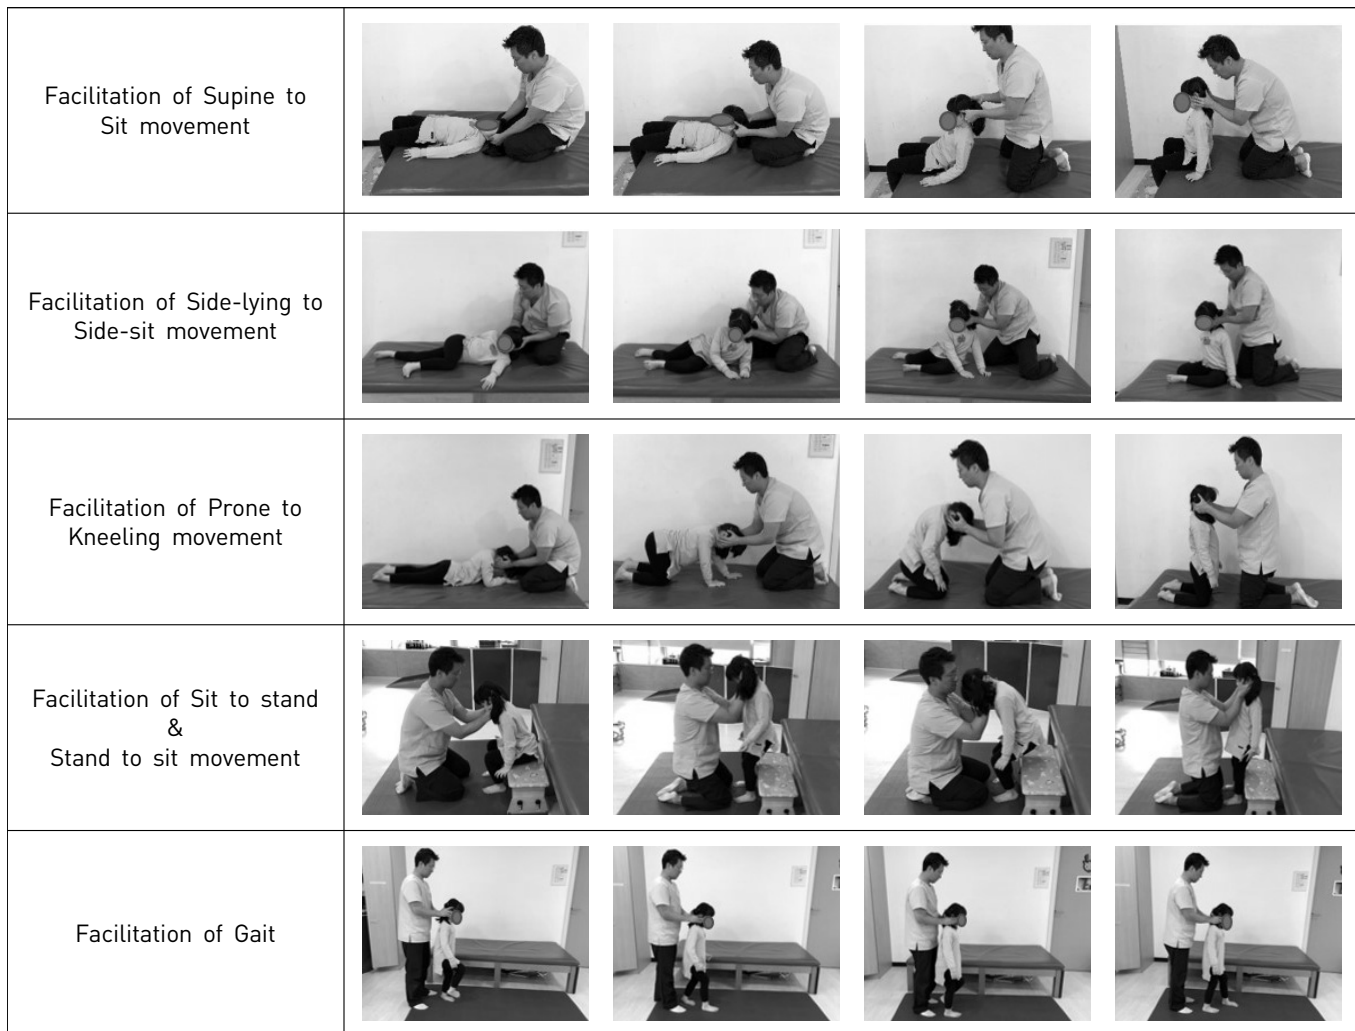 Facilitation of Supine to
Sit movement
Facilitation of Side-lying to
Side-sit movement
Facilitation of Prone to
Kneeling movement
Facilitation of Sit to stand
&
Stand to sit movement
Facilitation of Gait